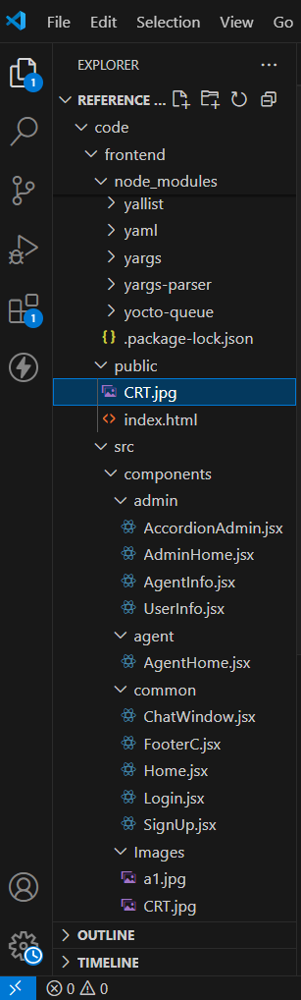 File Edit Selection View Go
EXPLORER ...
REFERENCE ...
code
frontend
node_modules
yallist
yaml
yargs
yargs-parser
yocto-queue
{} .package-lock.json
public
CRT.jpg
<> index.html
src
components
admin
AccordionAdmin.jsx
AdminHome.jsx
AgentInfo.jsx
UserInfo.jsx
agent
AgentHome.jsx
common
ChatWindow.jsx
FooterC.jsx
Home.jsx
Login.jsx
SignUp.jsx
Images
a1.jpg
CRT.jpg
OUTLINE
TIMELINE
0 0
1
1